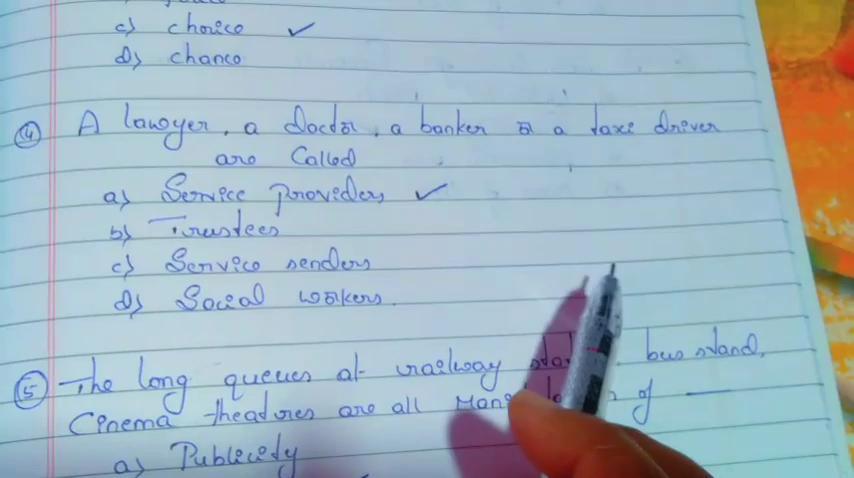 c) choice ✓
d) chance
④ A lawyer, a doctor, a banker or a taxi driver
are Called
a) Service Providers ✓
b) Trustees
c) Service senders
d) Social workers.
⑤ The long queues at railway bus stand,
Cinema theatres are all of —
a) Publicity